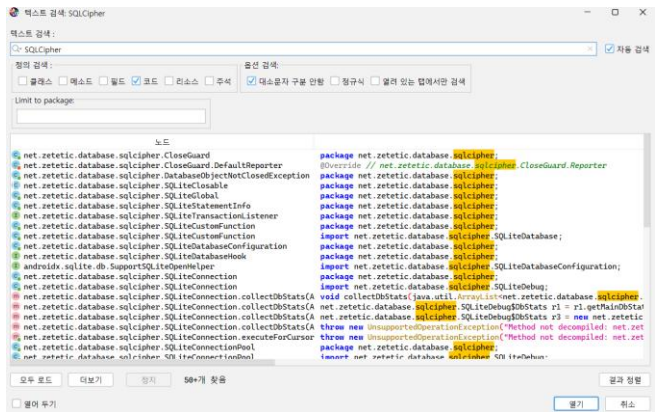 텍스트 검색: SQLCipher
텍스트 검색:
SQLCipher
자동 검색
정의 검색 :
클래스 메소드 필드 코드 리소스 주석
옵션 검색:
대소문자 구분 안함 정규식 열려 있는 탭에서만 검색
Limit to package:
노드
net.zetetic.database.sqlcipher.CloseGuard package net.zetetic.database.sqlcipher;
net.zetetic.database.sqlcipher.CloseGuard.DefaultReporter @Override // net.zetetic.database.sqlcipher.CloseGuard.Reporter
net.zetetic.database.sqlcipher.DatabaseObjectNotClosedException package net.zetetic.database.sqlcipher;
net.zetetic.database.sqlcipher.SQLiteClosable package net.zetetic.database.sqlcipher;
net.zetetic.database.sqlcipher.SQLiteGlobal package net.zetetic.database.sqlcipher;
net.zetetic.database.sqlcipher.SQLiteStatementInfo package net.zetetic.database.sqlcipher;
net.zetetic.database.sqlcipher.SQLiteTransactionListener package net.zetetic.database.sqlcipher;
net.zetetic.database.sqlcipher.SQLiteCustomFunction package net.zetetic.database.sqlcipher;
net.zetetic.database.sqlcipher.SQLiteCustomFunction import net.zetetic.database.sqlcipher.SQLiteDatabase;
net.zetetic.database.sqlcipher.SQLiteDatabaseConfiguration package net.zetetic.database.sqlcipher;
net.zetetic.database.sqlcipher.SQLiteDatabaseHook package net.zetetic.database.sqlcipher;
androidx.sqlite.db.SupportSQLiteOpenHelper import net.zetetic.database.sqlcipher.SQLiteDatabaseConfiguration;
net.zetetic.database.sqlcipher.SQLiteConnection package net.zetetic.database.sqlcipher;
net.zetetic.database.sqlcipher.SQLiteConnection import net.zetetic.database.sqlcipher.SQLiteDebug;
net.zetetic.database.sqlcipher.SQLiteConnection.collectDbStats(A void collectDbStats(java.util.ArrayList<net.zetetic.database.sqlcipher.
net.zetetic.database.sqlcipher.SQLiteConnection.collectDbStats(A net.zetetic.database.sqlcipher.SQLiteDebug$DbStats r1 = r1.getMainDbStat
net.zetetic.database.sqlcipher.SQLiteConnection.collectDbStats(A net.zetetic.database.sqlcipher.SQLiteDebug$DbStats r3 = new net.zetetic
net.zetetic.database.sqlcipher.SQLiteConnection.collectDbStats(A throw new UnsupportedOperationException("Method not decompiled: net.zet
net.zetetic.database.sqlcipher.SQLiteConnection.executeForCursor throw new UnsupportedOperationException("Method not decompiled: net.zet
net.zetetic.database.sqlcipher.SQLiteConnectionPool package net.zetetic.database.sqlcipher;
net.zetetic.database.sqlcipher.SQLiteConnectionPool import net.zetetic.database.sqlcipher.SQLiteDebug;
모두 로드 더보기 정지 50+개 찾음 결과 정렬
열어 두기 열기 취소